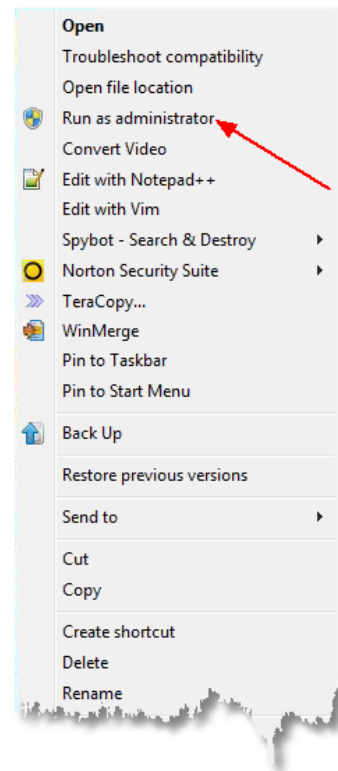 Open
Troubleshoot compatibility
Open file location
Run as administrator
Convert Video
Edit with Notepad++
Edit with Vim
Spybot - Search & Destroy
Norton Security Suite
TeraCopy...
WinMerge
Pin to Taskbar
Pin to Start Menu
Back Up
Restore previous versions
Send to
Cut
Copy
Create shortcut
Delete
Rename